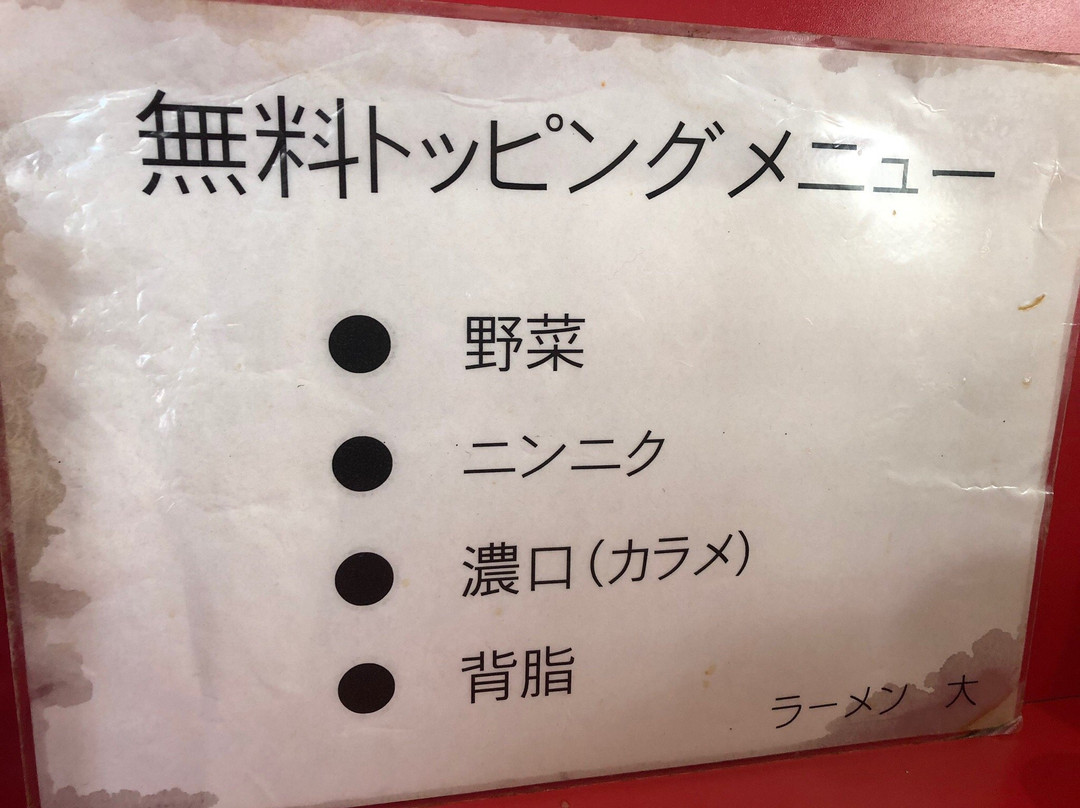 無料トッピングメニュー
● 野菜
● ニンニク
● 濃口(カラメ)
● 背脂
ラーメン 大